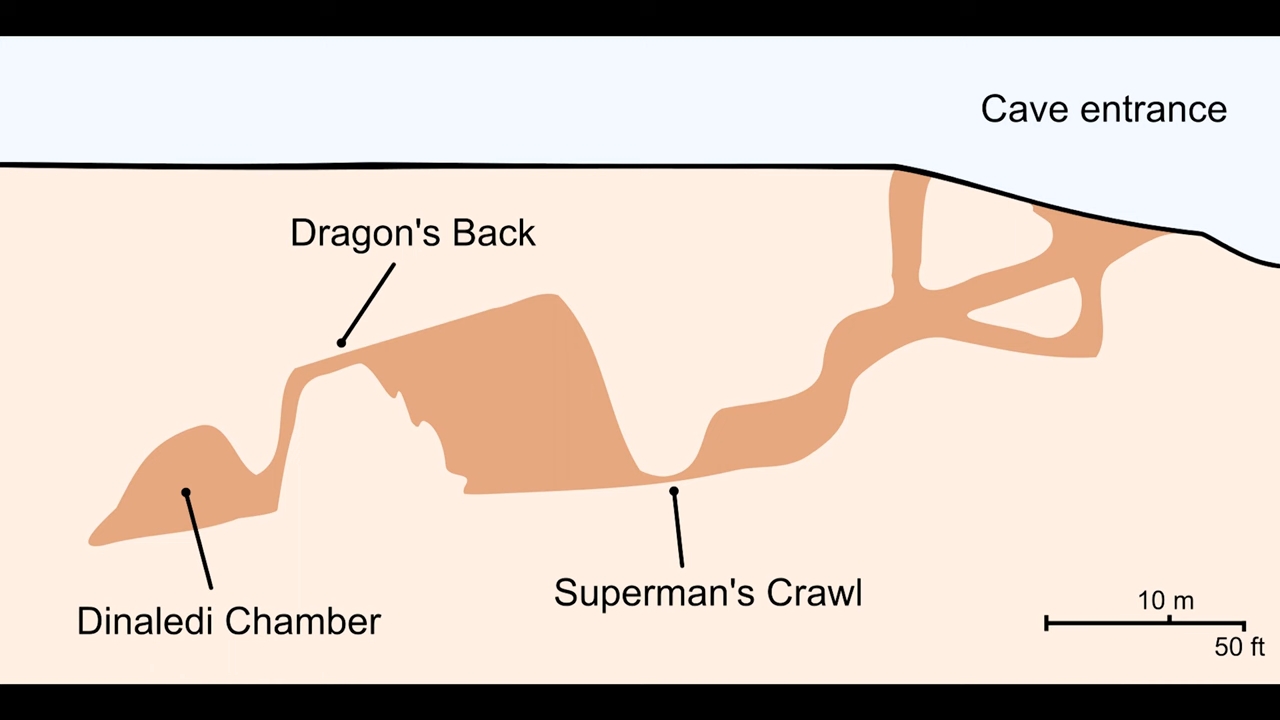 Cave entrance
Dragon's Back
Superman's Crawl
Dinaledi Chamber
10 m
50 ft